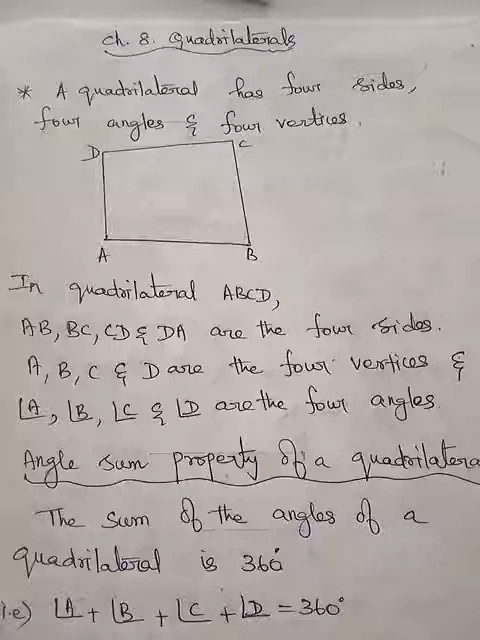 Ch. 8. Quadrilaterals
* A quadrilateral has four sides,
four angles & four vertices.
D C
A B
In quadrilateral ABCD,
AB, BC, CD & DA are the four sides.
A, B, C & D are the four vertices &
∠A, ∠B, ∠C & ∠D are the four angles.
Angle sum property of a quadrilatera
The sum of the angles of a
quadrilateral is 360°
i.e) ∠A + ∠B + ∠C + ∠D = 360°